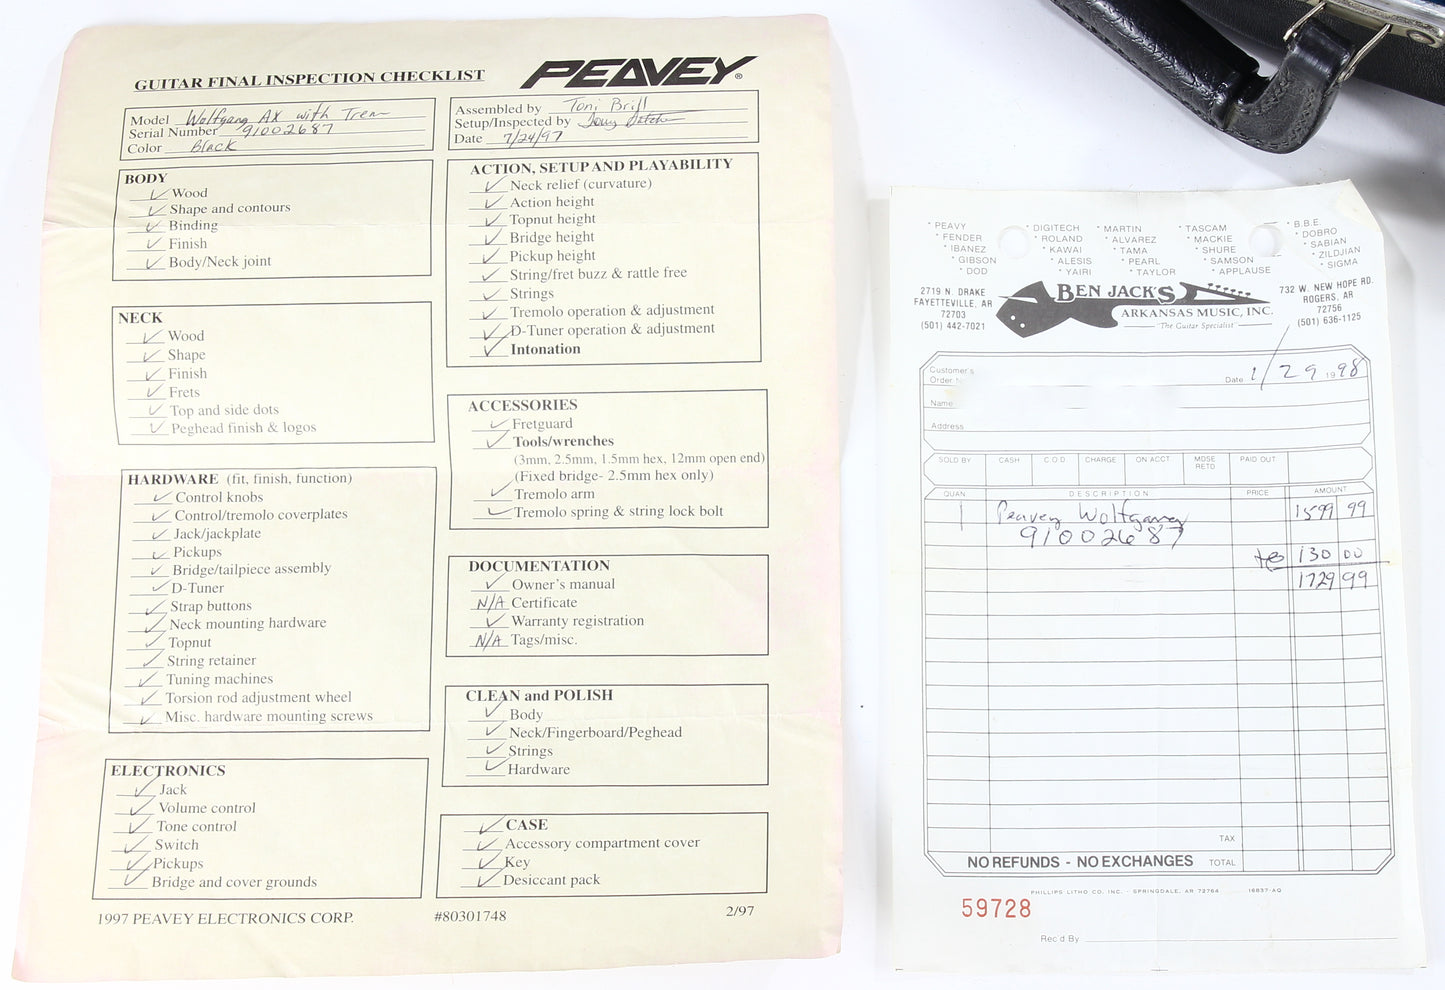 GUITAR FINAL INSPECTION CHECKLIST
PEAVEY®
Model Wolfgang AX with Trem
Serial Number 91002687
Color Black
Assembled by Toni Brill
Setup/Inspected by
Date 7/24/97
BODY
Wood
Shape and contours
Binding
Finish
Body/Neck joint
NECK
Wood
Shape
Finish
Frets
Top and side dots
Peghead finish & logos
HARDWARE (fit, finish, function)
Control knobs
Control/tremolo coverplates
Jack/jackplate
Pickups
Bridge/tailpiece assembly
D-Tuner
Strap buttons
Neck mounting hardware
Topnut
String retainer
Tuning machines
Torsion rod adjustment wheel
Misc. hardware mounting screws
ELECTRONICS
Jack
Volume control
Tone control
Switch
Pickups
Bridge and cover grounds
ACTION, SETUP AND PLAYABILITY
Neck relief (curvature)
Action height
Topnut height
Bridge height
Pickup height
String/fret buzz & rattle free
Strings
Tremolo operation & adjustment
D-Tuner operation & adjustment
Intonation
ACCESSORIES
Fretguard
Tools/wrenches
(3mm, 2.5mm, 1.5mm hex, 12mm open end)
(Fixed bridge- 2.5mm hex only)
Tremolo arm
Tremolo spring & string lock bolt
DOCUMENTATION
Owner's manual
N/A Certificate
Warranty registration
N/A Tags/misc.
CLEAN and POLISH
Body
Neck/Fingerboard/Peghead
Strings
Hardware
CASE
Accessory compartment cover
Key
Desiccant pack
1997 PEAVEY ELECTRONICS CORP.
#80301748
2/97
* PEAVY
* FENDER
* IBANEZ
* GIBSON
* DOD
* DIGITECH
* ROLAND
* KAWAI
* ALESIS
* YAIRI
* MARTIN
* ALVAREZ
* TAMA
* PEARL
* TAYLOR
* TASCAM
* MACKIE
* SHURE
* SAMSON
* APPLAUSE
* B.B.E.
* DOBRO
* SABIAN
* ZILDJIAN
* SIGMA
2719 N. DRAKE
FAYETTEVILLE, AR
72703
(501) 442-7021
BEN JACK'S
ARKANSAS MUSIC, INC.
"The Guitar Specialist"
732 W. NEW HOPE RD.
ROGERS, AR
72756
(501) 636-1125
Customer's
Order
Date 1/29 1998
Name
Address
SOLD BY CASH C.O.D. CHARGE ON ACCT MDSE RETD PAID OUT
QUAN DESCRIPTION PRICE AMOUNT
1 Peavey Wolfgang 1599 99
91002687
130 00
1729 99
TAX
NO REFUNDS - NO EXCHANGES TOTAL
PHILLIPS LITHO CO. INC. - SPRINGDALE, AR 72764 16837-AQ
59728
Rec'd By